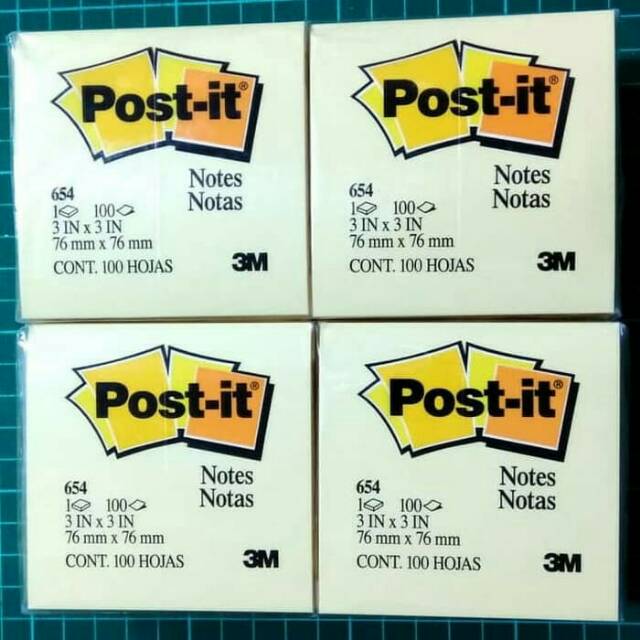 Post-it®
Notes
Notas
654
1 100
3 IN x 3 IN
76 mm x 76 mm
CONT. 100 HOJAS
3M
Post-it®
Notes
Notas
654
1 100
3 IN x 3 IN
76 mm x 76 mm
CONT. 100 HOJAS
3M
Post-it®
Notes
Notas
654
1 100
3 IN x 3 IN
76 mm x 76 mm
CONT. 100 HOJAS
3M
Post-it®
Notes
Notas
654
1 100
3 IN x 3 IN
76 mm x 76 mm
CONT. 100 HOJAS
3M